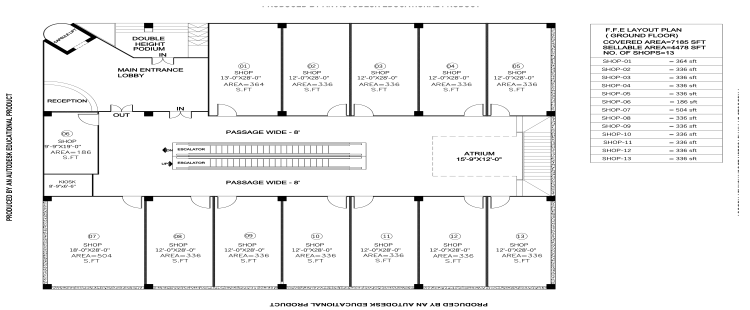 PRODUCED BY AN AUTODESK EDUCATIONAL PRODUCT
CAPSULE LIFT
DOUBLE
HEIGHT
PODIUM
IN
MAIN ENTRANCE
LOBBY
RECEPTION
OUT
IN
01
SHOP
13'-0"X28'-0"
AREA=364
S.FT
02
SHOP
12'-0"X28'-0"
AREA=336
S.FT
03
SHOP
12'-0"X28'-0"
AREA=336
S.FT
04
SHOP
12'-0"X28'-0"
AREA=336
S.FT
05
SHOP
12'-0"X28'-0"
AREA=336
S.FT
06
SHOP
9'-9"X19'-0"
AREA=186
S.FT
KIOSK
8'-9"x6'-9"
PASSAGE WIDE - 8'
DN
ESCALATOR
UP
ESCALATOR
PASSAGE WIDE - 8'
ATRIUM
15'-9"X12'-0"
07
SHOP
18'-0"X28'-0"
AREA=504
S.FT
08
SHOP
12'-0"X28'-0"
AREA=336
S.FT
09
SHOP
12'-0"X28'-0"
AREA=336
S.FT
10
SHOP
12'-0"X28'-0"
AREA=336
S.FT
11
SHOP
12'-0"X28'-0"
AREA=336
S.FT
12
SHOP
12'-0"X28'-0"
AREA=336
S.FT
13
SHOP
12'-0"X28'-0"
AREA=336
S.FT
F.F.E LAYOUT PLAN
( GROUND FLOOR)
COVERED AREA=7185 SFT
SELLABLE AREA=4478 SFT
NO. OF SHOPS=13
SHOP-01 = 364 sft
SHOP-02 = 336 sft
SHOP-03 = 336 sft
SHOP-04 = 336 sft
SHOP-05 = 336 sft
SHOP-06 = 186 sft
SHOP-07 = 504 sft
SHOP-08 = 336 sft
SHOP-09 = 336 sft
SHOP-10 = 336 sft
SHOP-11 = 336 sft
SHOP-12 = 336 sft
SHOP-13 = 336 sft
PRODUCED BY AN AUTODESK EDUCATIONAL PRODUCT